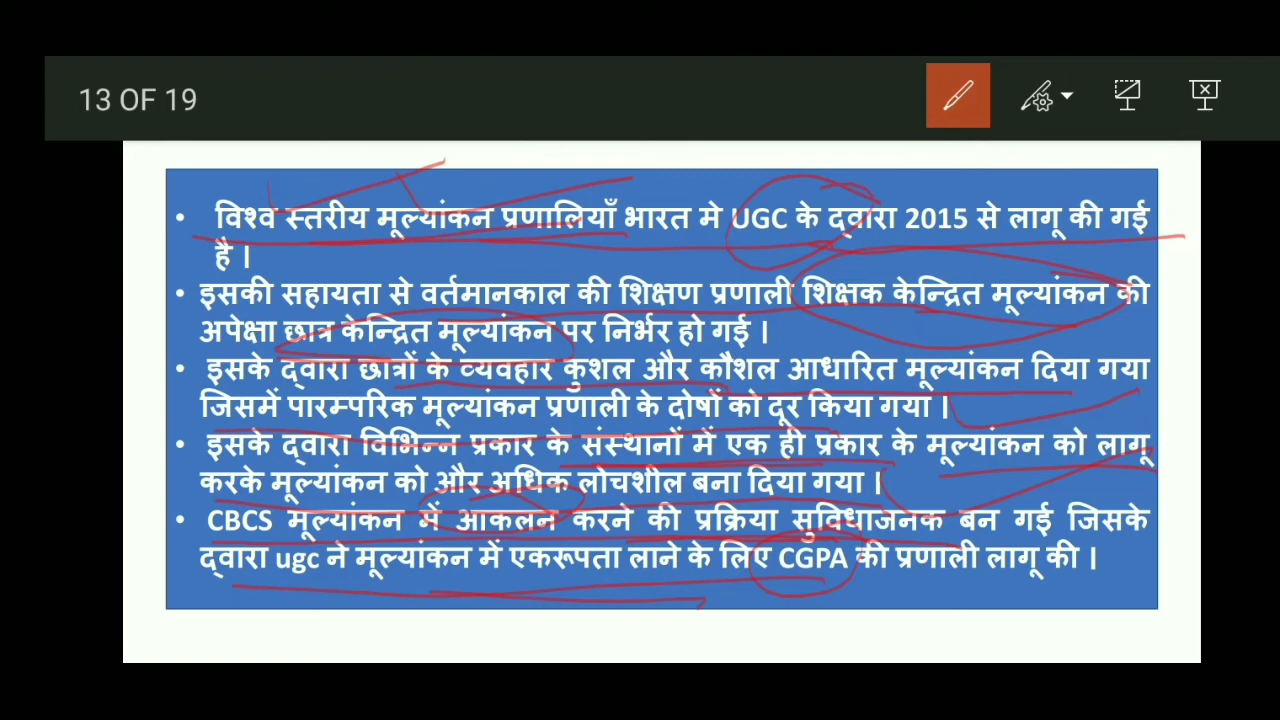 13 OF 19
• विश्व स्तरीय मूल्यांकन प्रणालियाँ भारत मे UGC के द्वारा 2015 से लागू की गई
है ।
• इसकी सहायता से वर्तमानकाल की शिक्षण प्रणाली शिक्षक केन्द्रित मूल्यांकन की
अपेक्षा छात्र केन्द्रित मूल्यांकन पर निर्भर हो गई ।
• इसके द्वारा छात्रों के व्यवहार कुशल और कौशल आधारित मूल्यांकन दिया गया
जिसमें पारम्परिक मूल्यांकन प्रणाली के दोषों को दूर किया गया ।
• इसके द्वारा विभिन्न प्रकार के संस्थानों में एक ही प्रकार के मूल्यांकन को लागू
करके मूल्यांकन को और अधिक लोचशील बना दिया गया ।
• CBCS मूल्यांकन में आकलन करने की प्रक्रिया सुविधाजनक बन गई जिसके
द्वारा ugc ने मूल्यांकन में एकरूपता लाने के लिए CGPA की प्रणाली लागू की ।